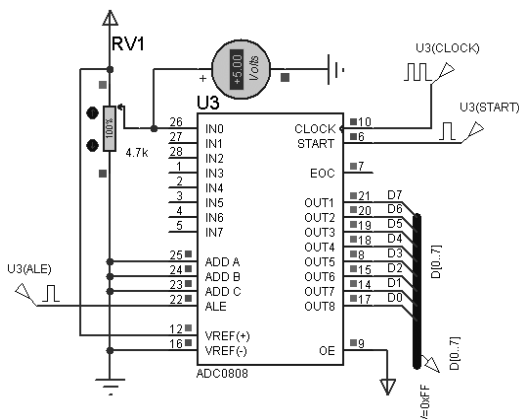 RV1
+5.00
Volts
+
U3(CLOCK)
U3(START)
U3
100%
4.7k
26 IN0 CLOCK 10
27 IN1 START 6
28 IN2
1 IN3 EOC 7
2 IN4
3 IN5 OUT1 21 D7
4 IN6 OUT2 20 D6
5 IN7 OUT3 19 D5
OUT4 18 D4
25 ADD A OUT5 8 D3
24 ADD B OUT6 15 D2
23 ADD C OUT7 14 D1
22 ALE OUT8 17 D0
U3(ALE)
D[0..7]
12 VREF(+)
16 VREF(-) OE 9
ADC0808
D[0..7]
V=0xFF